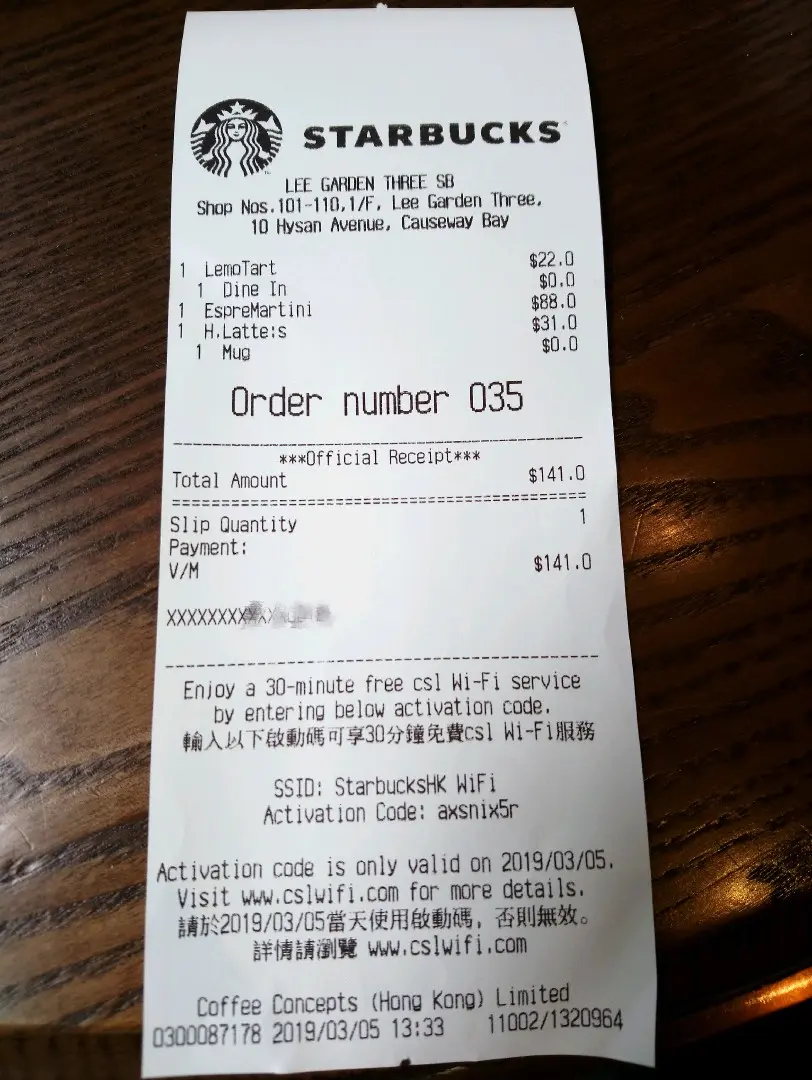 STARBUCKS
LEE GARDEN THREE SB
Shop Nos.101-110,1/F, Lee Garden Three,
10 Hysan Avenue, Causeway Bay
1 LemoTart $22.0
1 Dine In $0.0
1 EspreMartini $88.0
1 H.Latte:s $31.0
1 Mug $0.0
Order number 035
***Official Receipt***
Total Amount $141.0
Slip Quantity 1
Payment:
V/M $141.0
XXXXXXXX
Enjoy a 30-minute free csl Wi-Fi service
by entering below activation code.
輸入以下啟動碼可享30分鐘免費csl Wi-Fi服務
SSID: StarbucksHK WiFi
Activation Code: axsnix5r
Activation code is only valid on 2019/03/05.
Visit www.cslwifi.com for more details.
請於2019/03/05當天使用啟動碼, 否則無效。
詳情請瀏覽 www.cslwifi.com
Coffee Concepts (Hong Kong) Limited
0300087178 2019/03/05 13:33 11002/1320964